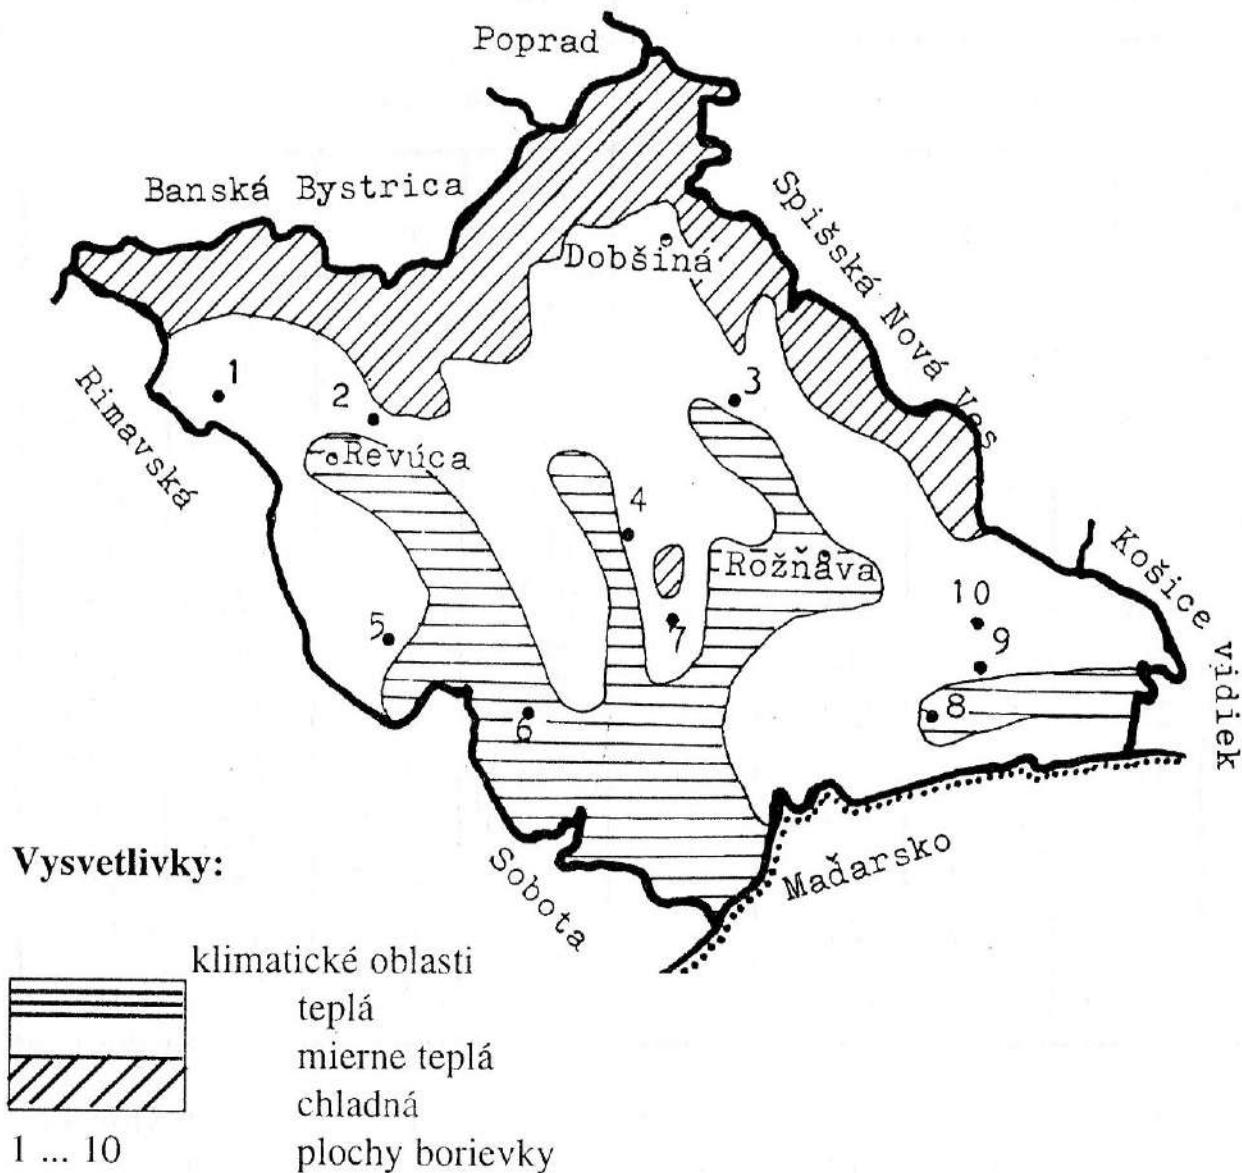 Poprad
Banská Bystrica
Spišská Nová Ves
Dobšiná
Rimavská
1
2
3
Revúca
4
Rožňava
Košice vidiek
5
7
10
9
6
8
Sobota
Maďarsko
Vysvetlivky:
klimatické oblasti
teplá
mierne teplá
chladná
1 ... 10 plochy borievky